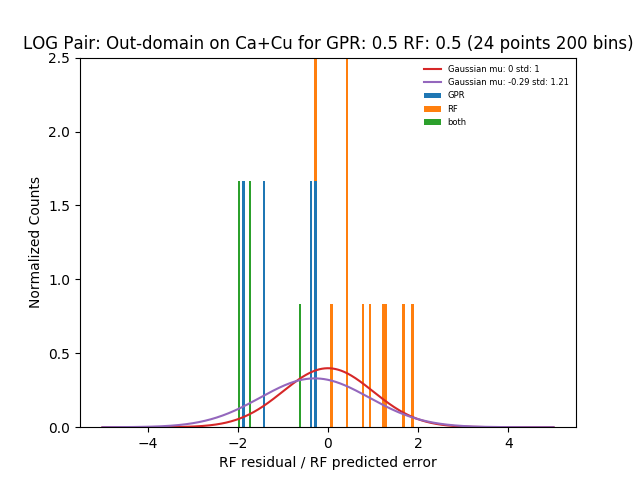 LOG Pair: Out-domain on Ca+Cu for GPR: 0.5 RF: 0.5 (24 points 200 bins)
2.5
2.0
1.5
1.0
0.5
0.0
Normalized Counts
Gaussian mu: 0 std: 1
Gaussian mu: -0.29 std: 1.21
GPR
RF
both
−4
−2
0
2
4
RF residual / RF predicted error